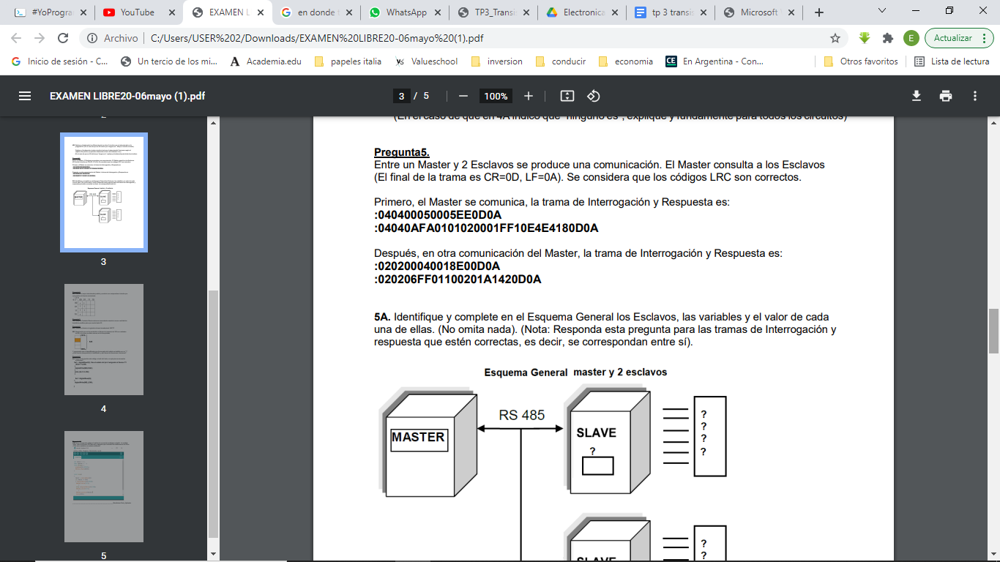 #YoProgran
YouTube
EXAMEN L
en donde
WhatsApp
TP3_Transis
Electronica
tp 3 transis
Microsoft
Archivo
C:/Users/USER%202/Downloads/EXAMEN%20LIBRE20-06mayo%20(1).pdf
E
Actualizar
Inicio de sesión - C...
Un tercio de los mi...
Academia.edu
papeles italia
Valueschool
inversion
conducir
economia
CE
En Argentina - Con...
Otros favoritos
Lista de lectura
EXAMEN LIBRE20-06mayo (1).pdf
3 / 5
100%
2
3
4
5
(En el caso de que en 4A indicó que "ninguno es", explique y fundamente para todos los circuitos)
Pregunta5.
Entre un Master y 2 Esclavos se produce una comunicación. El Master consulta a los Esclavos
(El final de la trama es CR=0D, LF=0A). Se considera que los códigos LRC son correctos.
Primero, el Master se comunica, la trama de Interrogación y Respuesta es:
:040400050005EE0D0A
:04040AFA0101020001FF10E4E4180D0A
Después, en otra comunicación del Master, la trama de Interrogación y Respuesta es:
:020200040018E00D0A
:020206FF01100201A1420D0A
5A. Identifique y complete en el Esquema General los Esclavos, las variables y el valor de cada
una de ellas. (No omita nada). (Nota: Responda esta pregunta para las tramas de Interrogación y
respuesta que estén correctas, es decir, se correspondan entre sí).
Esquema General master y 2 esclavos
MASTER
RS 485
SLAVE
?
?
?
?
?
SLAVE
?
?